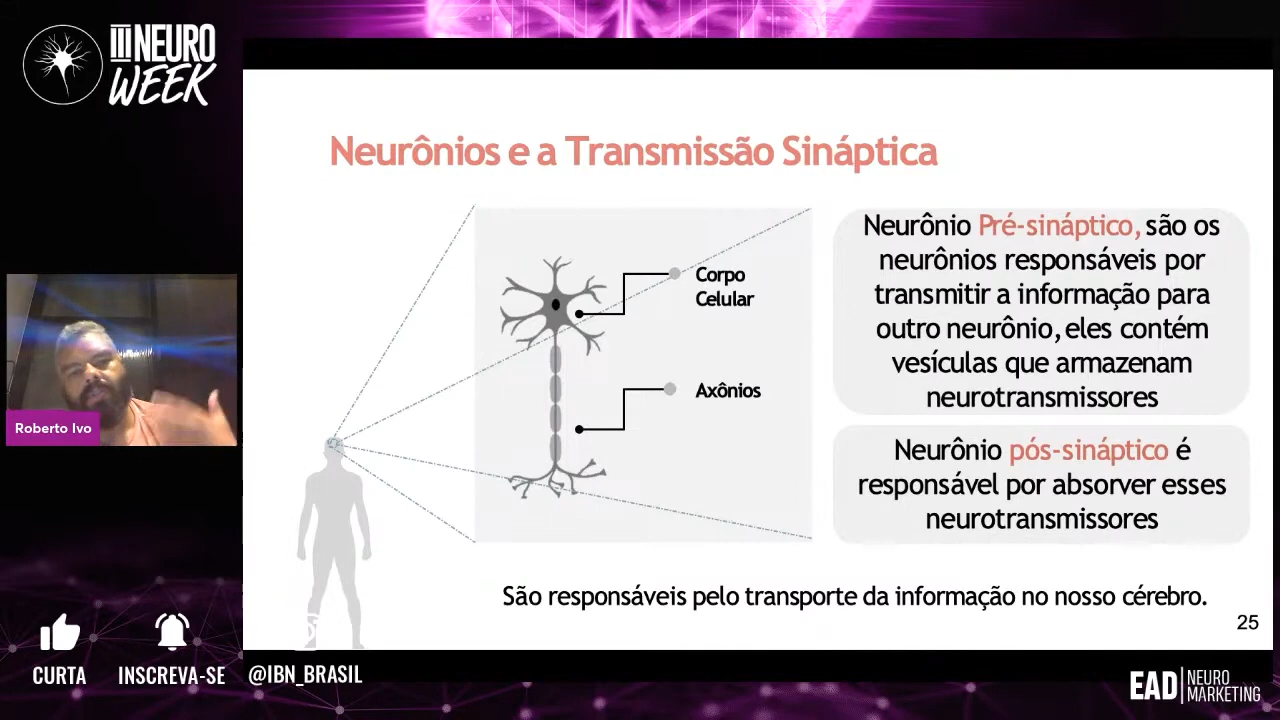 III NEURO
WEEK
Neurônios e a Transmissão Sináptica
Corpo
Celular
Axônios
Neurônio Pré-sináptico, são os
neurônios responsáveis por
transmitir a informação para
outro neurônio, eles contém
vesículas que armazenam
neurotransmissores
Neurônio pós-sináptico é
responsável por absorver esses
neurotransmissores
São responsáveis pelo transporte da informação no nosso cérebro.
25
Roberto Ivo
CURTA
INSCREVA-SE
@IBN_BRASIL
EAD
NEURO
MARKETING